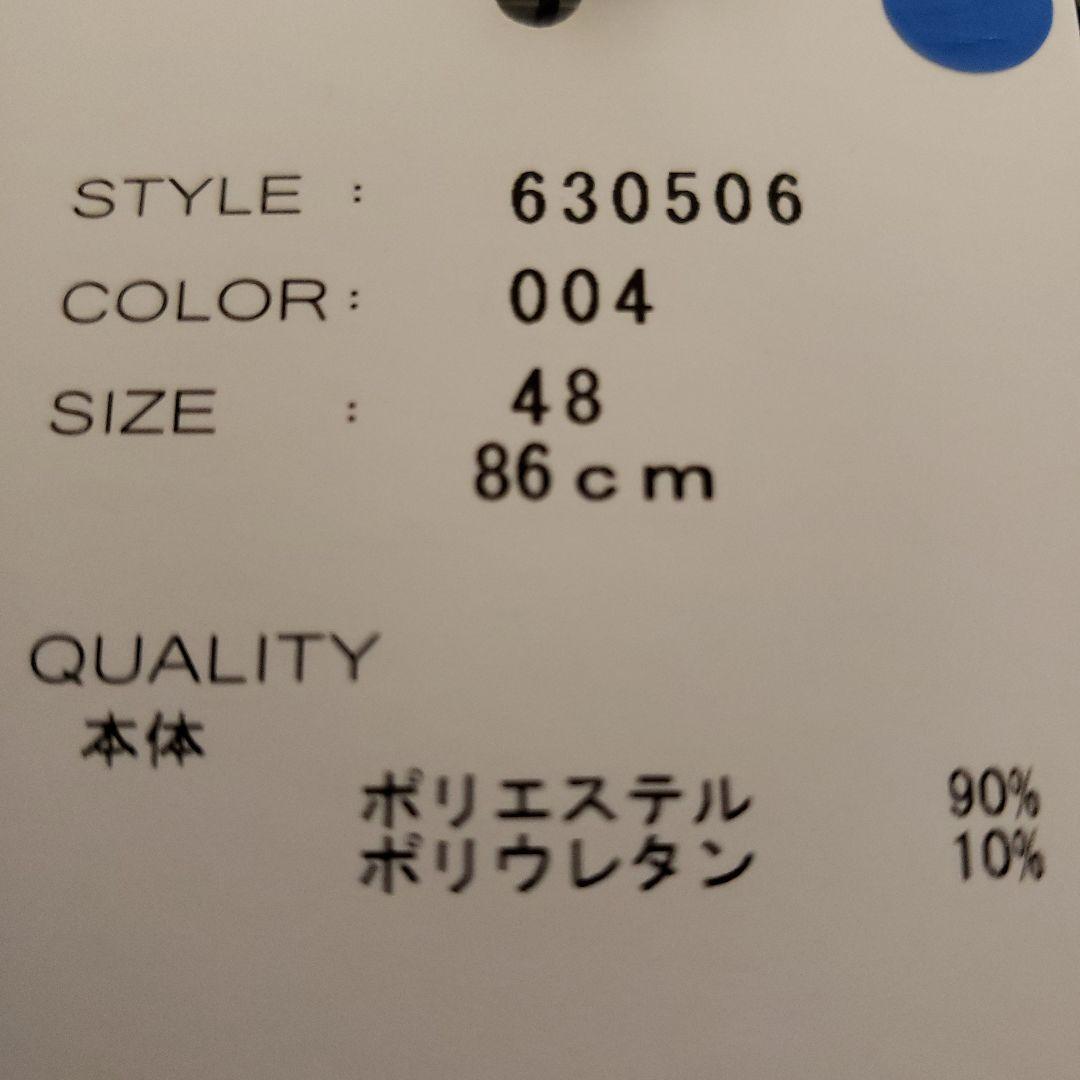 STYLE : 630506
COLOR: 004
SIZE : 48
86cm
QUALITY
本体
ポリエステル 90%
ポリウレタン 10%